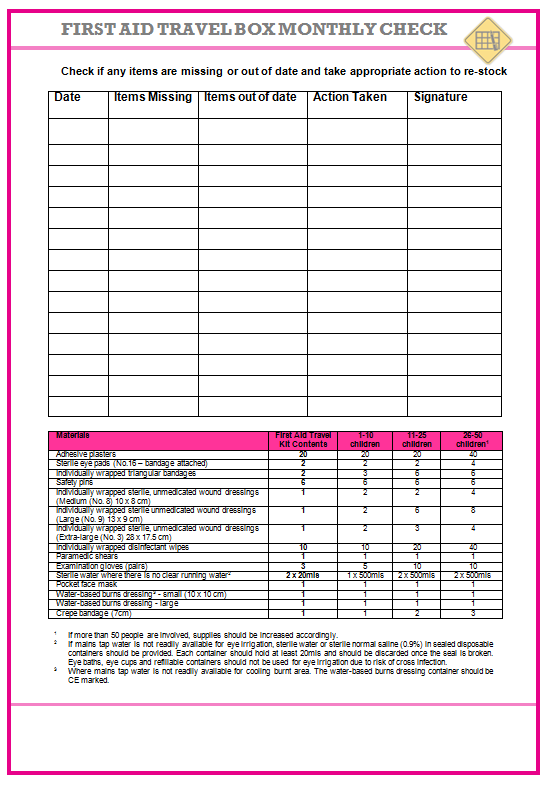 FIRST AID TRAVEL BOX MONTHLY CHECK
Check if any items are missing or out of date and take appropriate action to re-stock
Date Items Missing Items out of date Action Taken Signature
Materials First Aid Travel Kit Contents 1-10 children 11-25 children 26-50 children¹
Adhesive plasters 20 20 20 40
Sterile eye pads (No.16 – bandage attached) 2 2 2 4
Individually wrapped triangular bandages 2 3 6 6
Safety pins 6 6 6 6
Individually wrapped sterile, unmedicated wound dressings
(Medium (No. 8) 10 x 8 cm) 1 2 2 4
Individually wrapped sterile unmedicated wound dressings
(Large (No. 9) 13 x 9 cm) 1 2 6 8
Individually wrapped sterile, unmedicated wound dressings
(Extra-large (No. 3) 28 x 17.5 cm) 1 2 3 4
Individually wrapped disinfectant wipes 10 10 20 40
Paramedic shears 1 1 1 1
Examination gloves (pairs) 3 5 10 10
Sterile water where there is no clear running water² 2 x 20mls 1 x 500mls 2 x 500mls 2 x 500mls
Pocket face mask 1 1 1 1
Water-based burns dressing³ - small (10 x 10 cm) 1 1 1 1
Water-based burns dressing - large 1 1 1 1
Crepe bandage (7cm) 1 1 2 3
¹ If more than 50 people are involved, supplies should be increased accordingly.
² If mains tap water is not readily available for eye irrigation, sterile water or sterile normal saline (0.9%) in sealed disposable
containers should be provided. Each container should hold at least 20mls and should be discarded once the seal is broken.
Eye baths, eye cups and refillable containers should not be used for eye irrigation due to risk of cross infection.
³ Where mains tap water is not readily available for cooling burnt area. The water-based burns dressing container should be
CE marked.